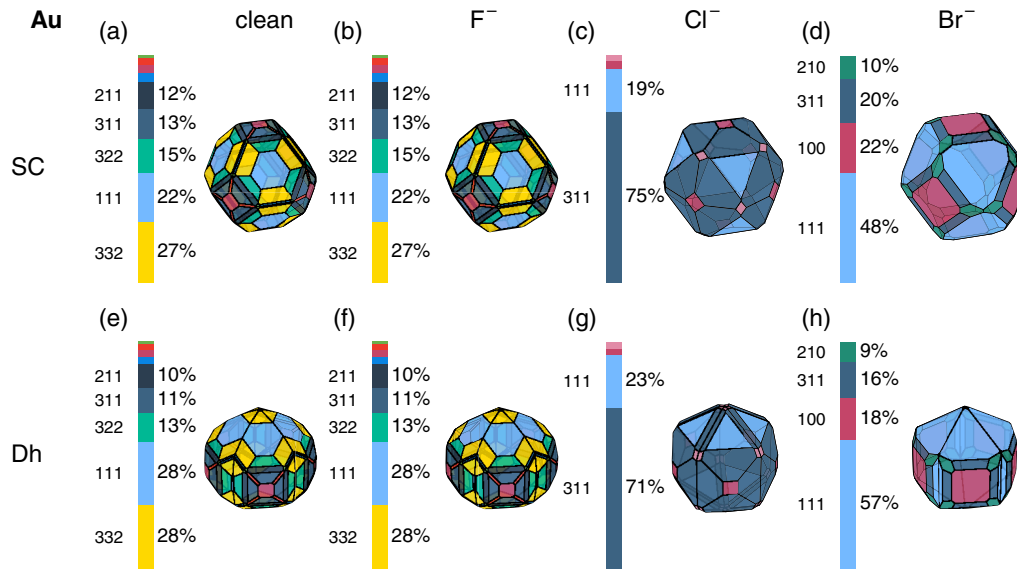 Au
(a) clean
(b) F⁻
(c) Cl⁻
(d) Br⁻
SC
211 12%
311 13%
322 15%
111 22%
332 27%
211 12%
311 13%
322 15%
111 22%
332 27%
111 19%
311 75%
210 10%
311 20%
100 22%
111 48%
(e)
(f)
(g)
(h)
Dh
211 10%
311 11%
322 13%
111 28%
332 28%
211 10%
311 11%
322 13%
111 28%
332 28%
111 23%
311 71%
210 9%
311 16%
100 18%
111 57%